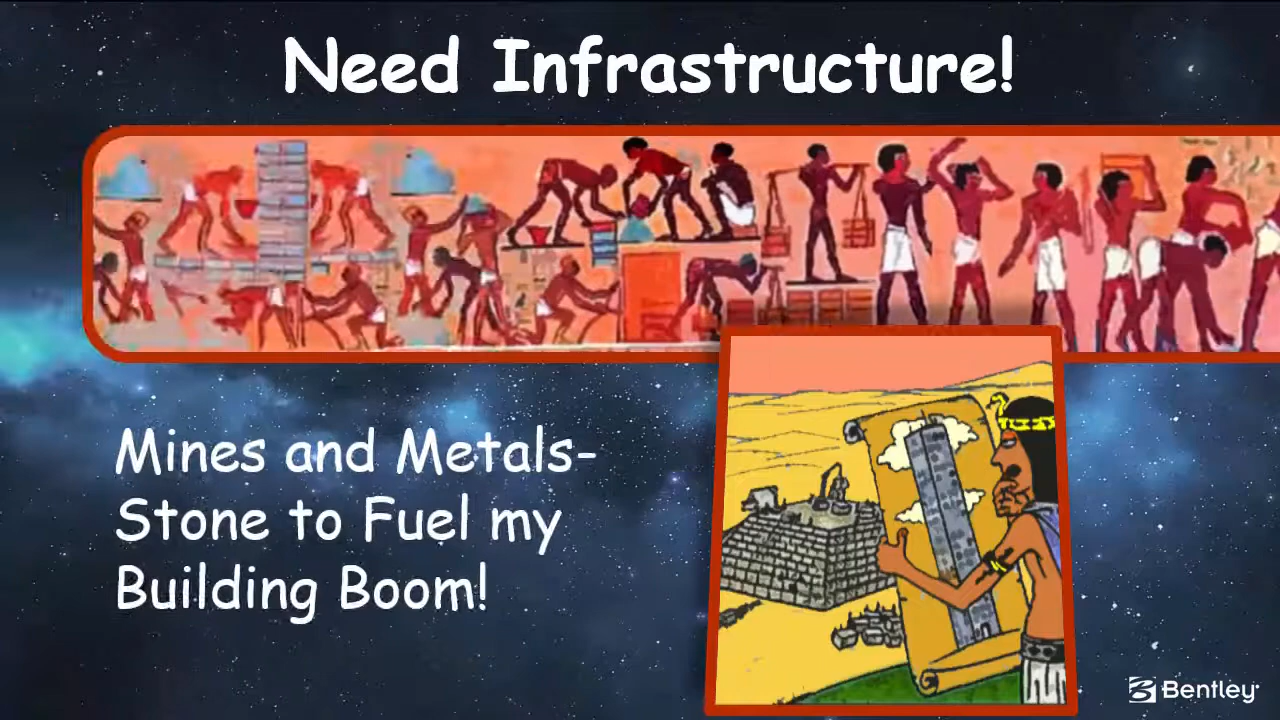 Need Infrastructure!
Mines and Metals-
Stone to Fuel my
Building Boom!
Bentley